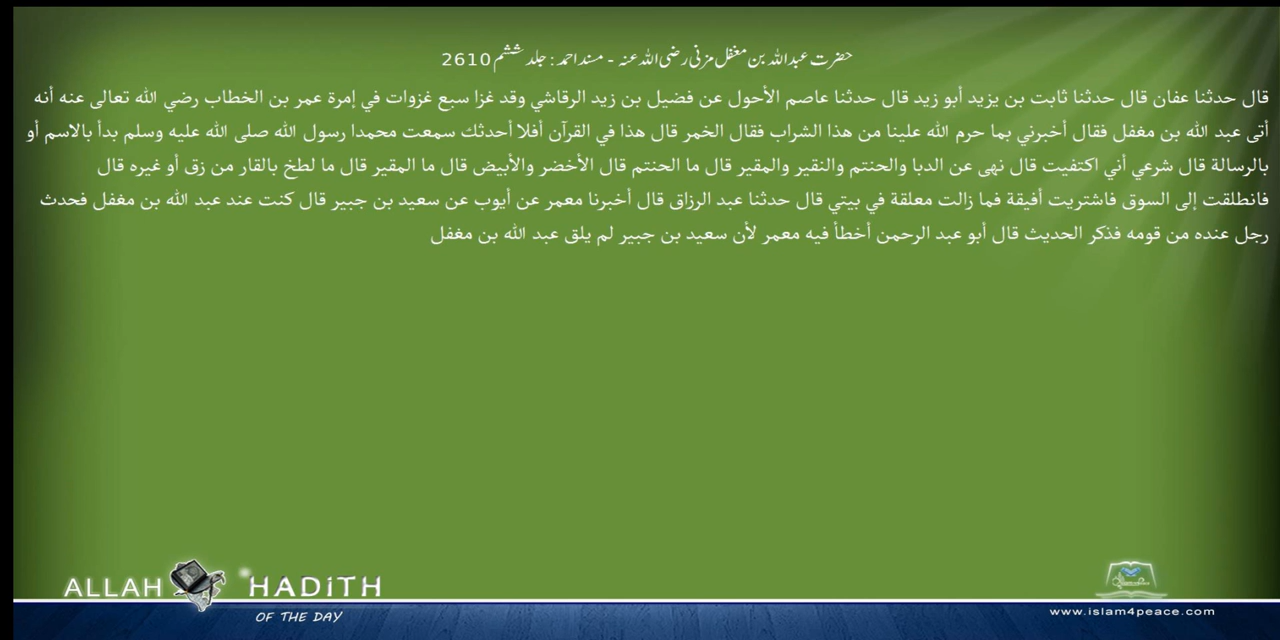 حضرت عبداللہ بن مغفل مزنی رضی اللہ عنہ - مسند احمد : جلد ششم 2610
قال حدثنا عفان قال حدثنا ثابت بن يزيد أبو زيد قال حدثنا عاصم الأحول عن فضيل بن زيد الرقاشي وقد غزا سبع غزوات في إمرة عمر بن الخطاب رضي الله تعالى عنه أنه
أتى عبد الله بن مغفل فقال أخبرني بما حرم الله علينا من هذا الشراب فقال الخمر قال هذا في القرآن أفلا أحدثك سمعت محمدا رسول الله صلى الله عليه وسلم بدأ بالاسم أو
بالرسالة قال شرعي أني اكتفيت قال نهى عن الدبا والحنتم والنقير والمقير قال ما الحنتم قال الأخضر والأبيض قال ما المقير قال ما لطخ بالقار من زق أو غيره قال
فانطلقت إلى السوق فاشتريت أفيقة فما زالت معلقة في بيتي قال حدثنا عبد الرزاق قال أخبرنا معمر عن أيوب عن سعيد بن جبير قال كنت عند عبد الله بن مغفل فحدث
رجل عنده من قومه فذكر الحديث قال أبو عبد الرحمن أخطأ فيه معمر لأن سعيد بن جبير لم يلق عبد الله بن مغفل
ALLAH HADITH
OF THE DAY
www.islam4peace.com